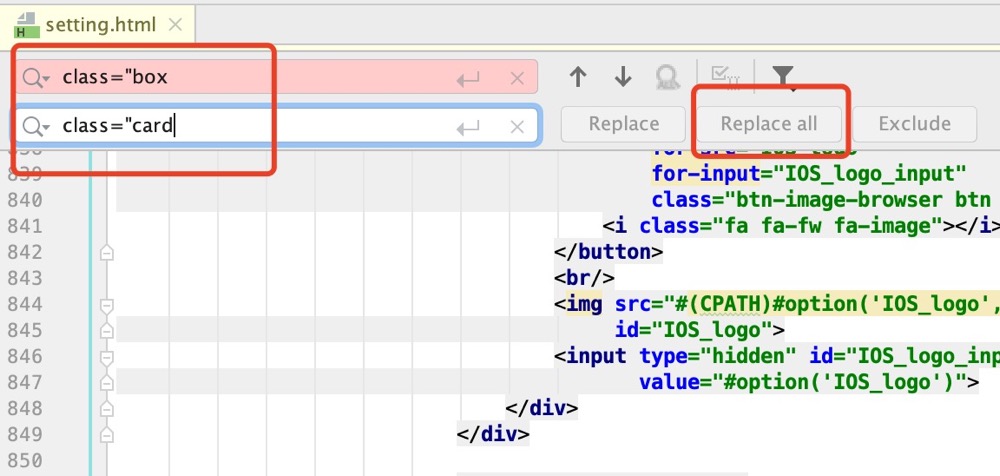 setting.html
H
class="box
class="card
Replace
Replace all
Exclude
839
for-input="IOS_logo_input"
840
class="btn-image-browser btn
841
<i class="fa fa-fw fa-image"></i>
842
</button>
843
<br/>
844
<img src="#(CPATH)#option('IOS_logo',
845
id="IOS_logo">
846
<input type="hidden" id="IOS_logo_inp
847
value="#option('IOS_logo')">
848
</div>
849
</div>
850